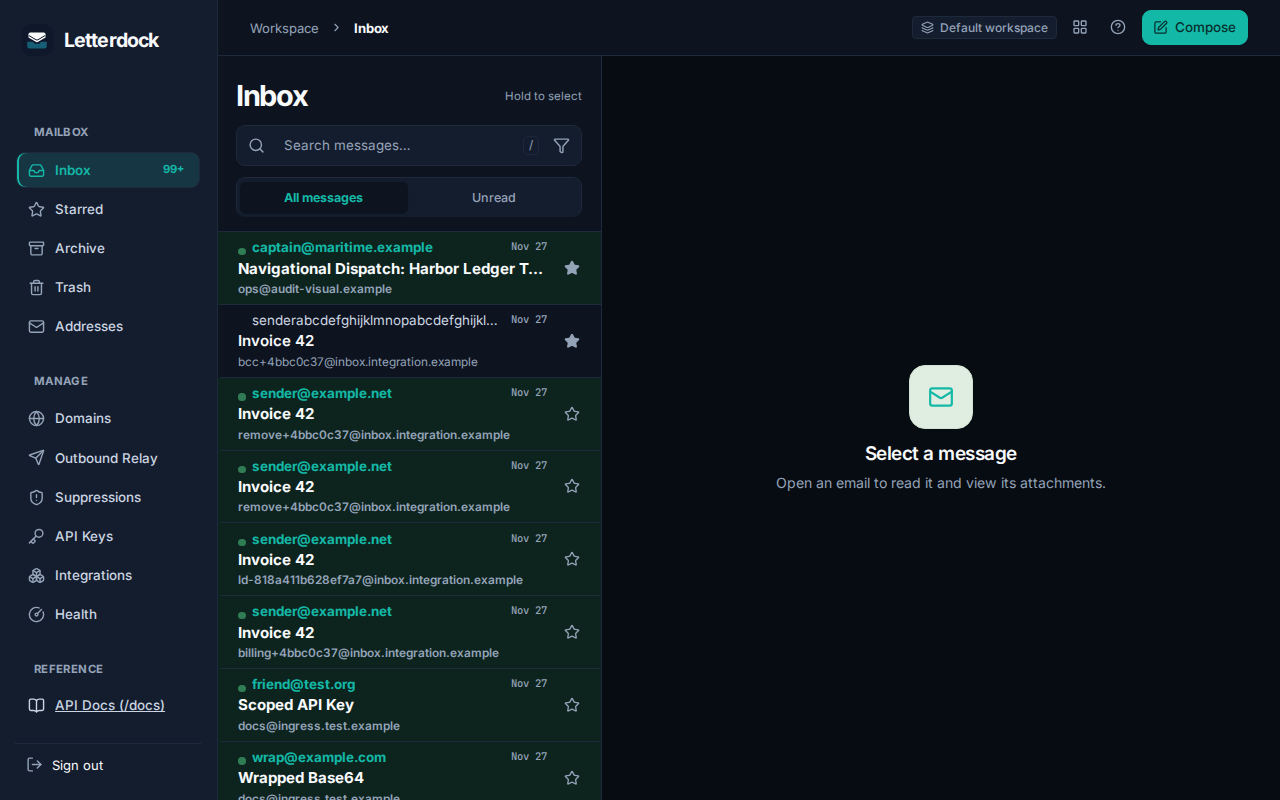 Letterdock
Workspace > Inbox
Default workspace
Compose
MAILBOX
Inbox 99+
Starred
Archive
Trash
Addresses
MANAGE
Domains
Outbound Relay
Suppressions
API Keys
Integrations
Health
REFERENCE
API Docs (/docs)
Sign out
Inbox
Hold to select
Search messages... /
All messages Unread
captain@maritime.example Nov 27
Navigational Dispatch: Harbor Ledger T...
ops@audit-visual.example
senderabcdefghijklmnopabcdefghijkl... Nov 27
Invoice 42
bcc+4bbc0c37@inbox.integration.example
sender@example.net Nov 27
Invoice 42
remove+4bbc0c37@inbox.integration.example
sender@example.net Nov 27
Invoice 42
remove+4bbc0c37@inbox.integration.example
sender@example.net Nov 27
Invoice 42
ld-818a411b628ef7a7@inbox.integration.example
sender@example.net Nov 27
Invoice 42
billing+4bbc0c37@inbox.integration.example
friend@test.org Nov 27
Scoped API Key
docs@ingress.test.example
wrap@example.com Nov 27
Wrapped Base64
docs@ingress.test.example
Select a message
Open an email to read it and view its attachments.